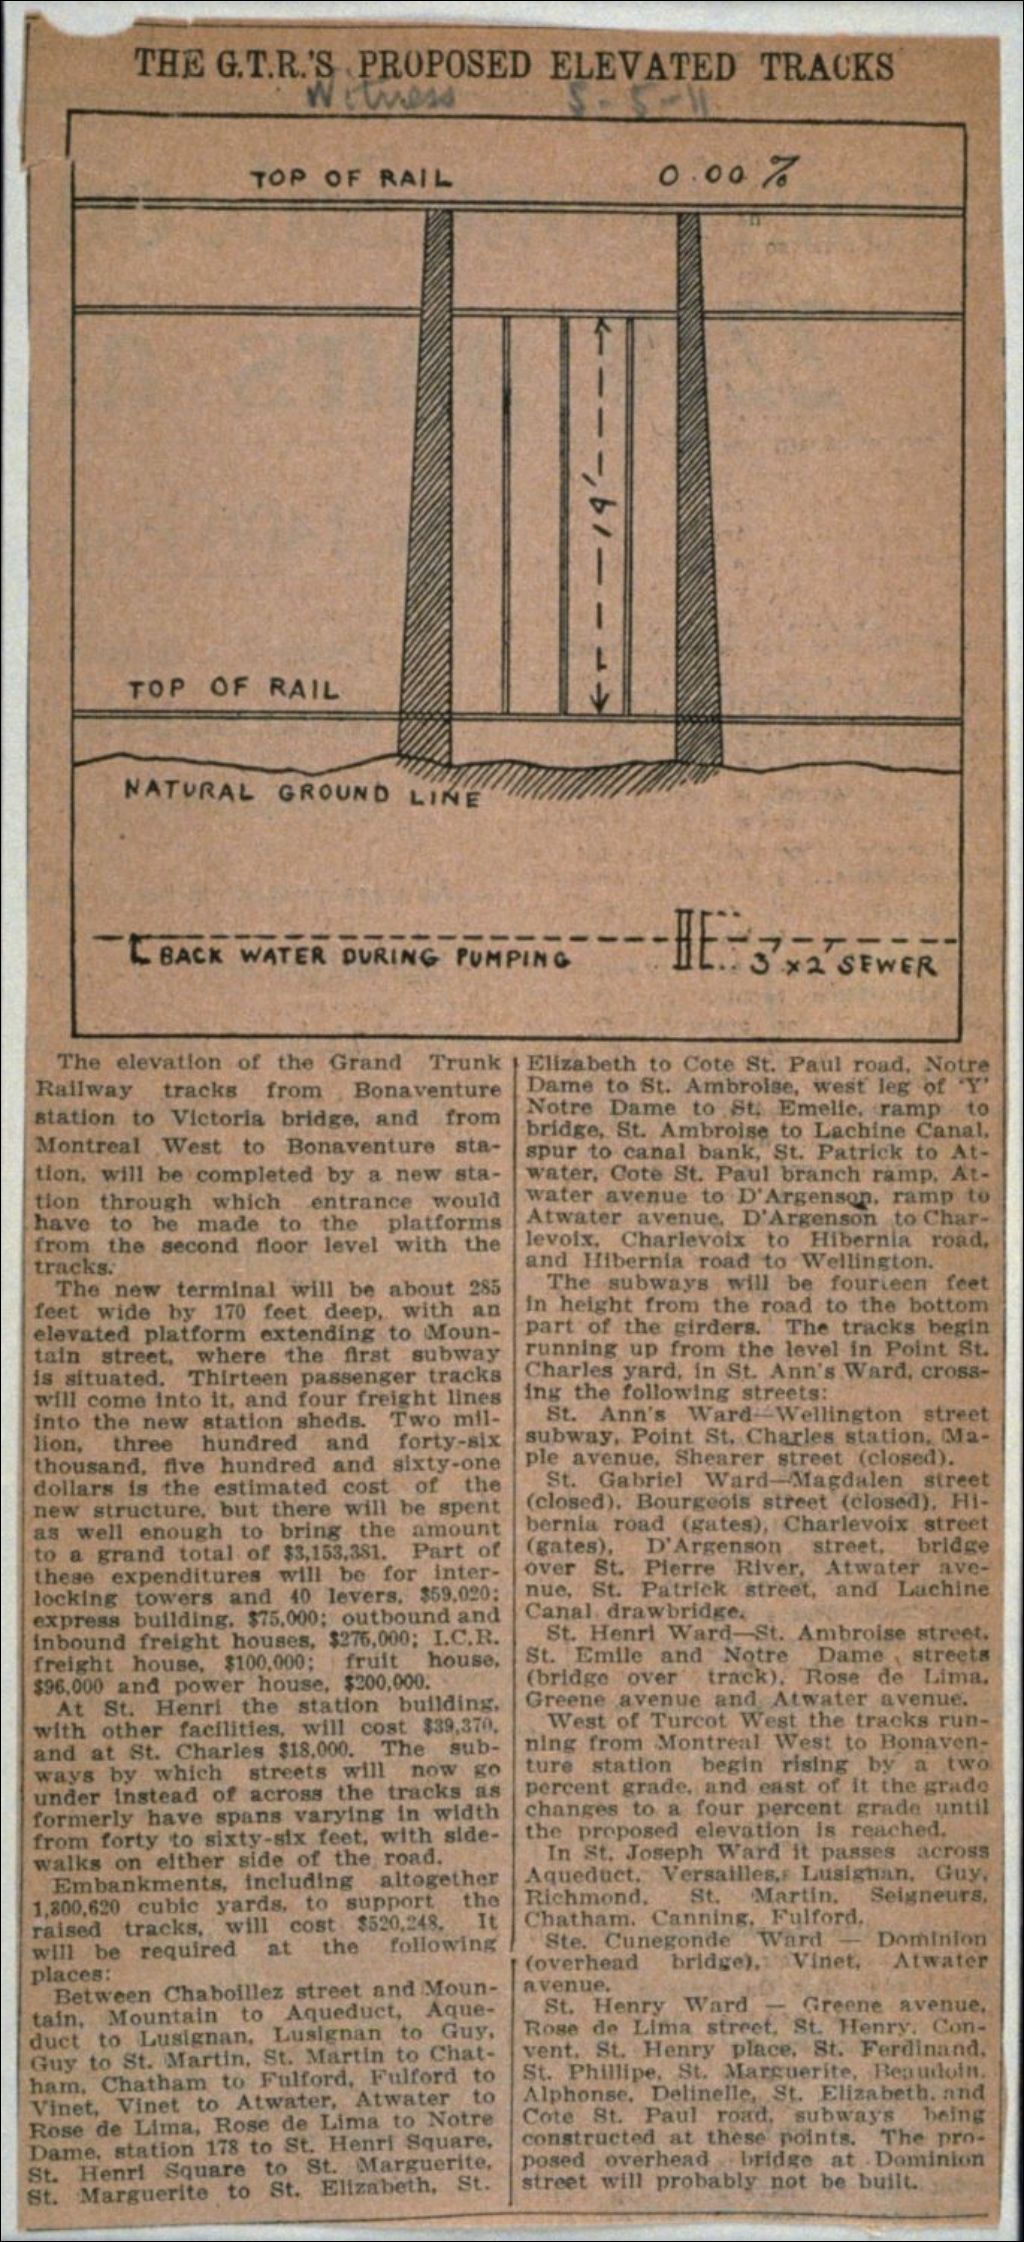 THE G.T.R.'S PROPOSED ELEVATED TRACKS
Witness 5-5-11
TOP OF RAIL 0.00 %
14'
TOP OF RAIL
NATURAL GROUND LINE
BACK WATER DURING PUMPING
3' x 2' SEWER
The elevation of the Grand Trunk
Railway tracks from Bonaventure
station to Victoria bridge, and from
Montreal West to Bonaventure sta-
tion, will be completed by a new sta-
tion through which entrance would
have to be made to the platforms
from the second floor level with the
tracks.
The new terminal will be about 285
feet wide by 170 feet deep, with an
elevated platform extending to Moun-
tain street, where the first subway
is situated. Thirteen passenger tracks
will come into it, and four freight lines
into the new station sheds. Two mil-
lion, three hundred and forty-six
thousand, five hundred and sixty-one
dollars is the estimated cost of the
new structure, but there will be spent
as well enough to bring the amount
to a grand total of $3,153,381. Part of
these expenditures will be for inter-
locking towers and 40 levers, $59,020;
express building, $75,000; outbound and
inbound freight houses, $276,000; I.C.R.
freight house, $100,000; fruit house,
$96,000 and power house, $200,000.
At St. Henri the station building,
with other facilities, will cost $39,370,
and at St. Charles $18,000. The sub-
ways by which streets will now go
under instead of across the tracks as
formerly have spans varying in width
from forty to sixty-six feet, with side-
walks on either side of the road.
Embankments, including altogether
1,300,620 cubic yards, to support the
raised tracks, will cost $520,248. It
will be required at the following
places:
Between Chaboillez street and Moun-
tain, Mountain to Aqueduct, Aque-
duct to Lusignan, Lusignan to Guy,
Guy to St. Martin, St. Martin to Chat-
ham, Chatham to Fulford, Fulford to
Vinet, Vinet to Atwater, Atwater to
Rose de Lima, Rose de Lima to Notre
Dame, station 178 to St. Henri Square,
St. Henri Square to St. Marguerite,
St. Marguerite to St. Elizabeth, St.
Elizabeth to Cote St. Paul road, Notre
Dame to St. Ambroise, west leg of 'Y'
Notre Dame to St. Emelie, ramp to
bridge, St. Ambroise to Lachine Canal,
spur to canal bank, St. Patrick to At-
water, Cote St. Paul branch ramp, At-
water avenue to D'Argenson, ramp to
Atwater avenue, D'Argenson to Char-
levoix, Charlevoix to Hibernia road,
and Hibernia road to Wellington.
The subways will be fourteen feet
in height from the road to the bottom
part of the girders. The tracks begin
running up from the level in Point St.
Charles yard, in St. Ann's Ward, cross-
ing the following streets:
St. Ann's Ward—Wellington street
subway, Point St. Charles station, Ma-
ple avenue, Shearer street (closed).
St. Gabriel Ward—Magdalen street
(closed), Bourgeois street (closed), Hi-
bernia road (gates), Charlevoix street
(gates), D'Argenson street, bridge
over St. Pierre River, Atwater ave-
nue, St. Patrick street, and Lachine
Canal drawbridge.
St. Henri Ward—St. Ambroise street,
St. Emile and Notre Dame streets
(bridge over track), Rose de Lima,
Greene avenue and Atwater avenue.
West of Turcot West the tracks run-
ning from Montreal West to Bonaven-
ture station begin rising by a two
percent grade, and east of it the grade
changes to a four percent grade until
the proposed elevation is reached.
In St. Joseph Ward it passes across
Aqueduct, Versailles, Lusignan, Guy,
Richmond, St. Martin, Seigneurs,
Chatham, Canning, Fulford.
Ste. Cunegonde Ward — Dominion
(overhead bridge), Vinet, Atwater
avenue.
St. Henry Ward — Greene avenue,
Rose de Lima street, St. Henry, Con-
vent, St. Henry place, St. Ferdinand,
St. Phillipe, St. Marguerite, Beaudoin,
Alphonse, Delinelle, St. Elizabeth, and
Cote St. Paul road, subways being
constructed at these points. The pro-
posed overhead bridge at Dominion
street will probably not be built.